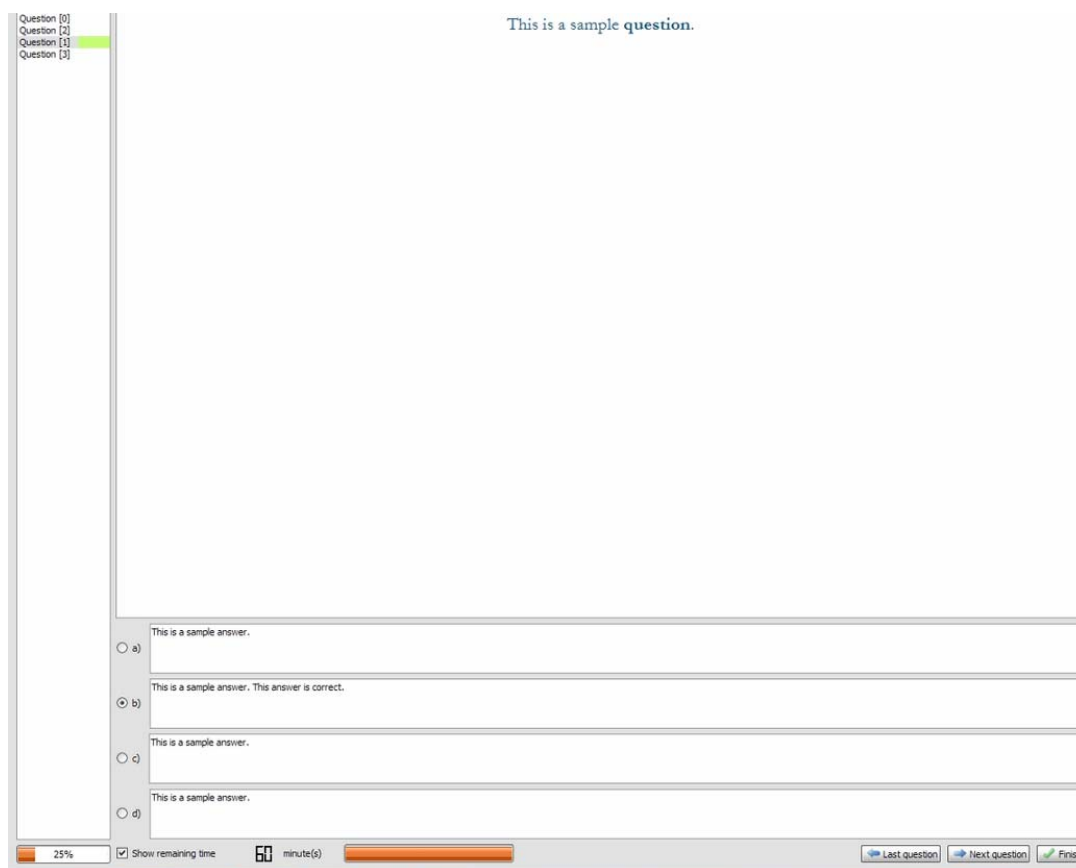 Question [0]
Question [2]
Question [1]
Question [3]
This is a sample question.
a) This is a sample answer.
b) This is a sample answer. This answer is correct.
c) This is a sample answer.
d) This is a sample answer.
25% Show remaining time 60 minute(s) Last question Next question Finis